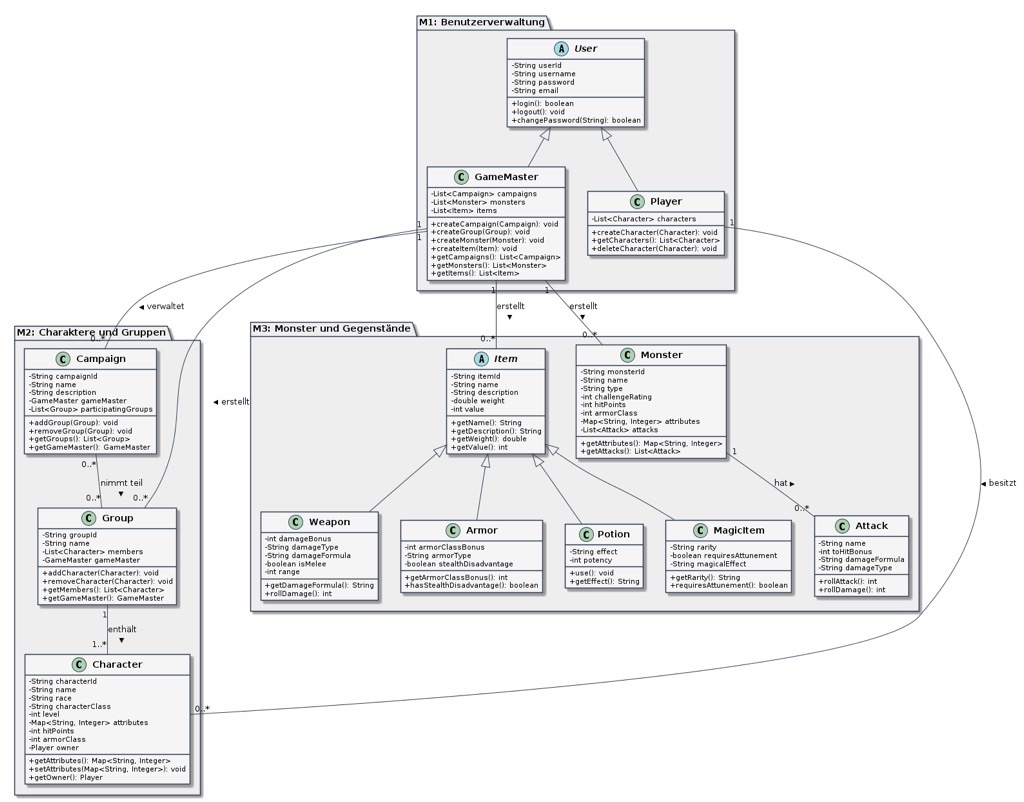 M1: Benutzerverwaltung
A User
-String userId
-String username
-String password
-String email
+login(): boolean
+logout(): void
+changePassword(String): boolean
C GameMaster
-List<Campaign> campaigns
-List<Monster> monsters
-List<Item> items
+createCampaign(Campaign): void
+createGroup(Group): void
+createMonster(Monster): void
+createItem(Item): void
+getCampaigns(): List<Campaign>
+getMonsters(): List<Monster>
+getItems(): List<Item>
C Player
-List<Character> characters
+createCharacter(Character): void
+getCharacters(): List<Character>
+deleteCharacter(Character): void
1
1
1
1
1
◄ verwaltet
erstellt
▼
erstellt
▼
0..*
0..*
0..*
M2: Charaktere und Gruppen
C Campaign
-String campaignId
-String name
-String description
-GameMaster gameMaster
-List<Group> participatingGroups
+addGroup(Group): void
+removeGroup(Group): void
+getGroups(): List<Group>
+getGameMaster(): GameMaster
◄ erstellt
0..*
nimmt teil
▼
0..*
0..*
C Group
-String groupId
-String name
-List<Character> members
-GameMaster gameMaster
+addCharacter(Character): void
+removeCharacter(Character): void
+getMembers(): List<Character>
+getGameMaster(): GameMaster
1
enthält
▼
1..*
C Character
-String characterId
-String name
-String race
-String characterClass
-int level
-Map<String, Integer> attributes
-int hitPoints
-int armorClass
-Player owner
+getAttributes(): Map<String, Integer>
+setAttributes(Map<String, Integer>): void
+getOwner(): Player
0..*
M3: Monster und Gegenstände
A Item
-String itemId
-String name
-String description
-double weight
-int value
+getName(): String
+getDescription(): String
+getWeight(): double
+getValue(): int
C Monster
-String monsterId
-String name
-String type
-int challengeRating
-int hitPoints
-int armorClass
-Map<String, Integer> attributes
-List<Attack> attacks
+getAttributes(): Map<String, Integer>
+getAttacks(): List<Attack>
1
hat ►
0..*
◄ besitzt
C Weapon
-int damageBonus
-String damageType
-String damageFormula
-boolean isMelee
-int range
+getDamageFormula(): String
+rollDamage(): int
C Armor
-int armorClassBonus
-String armorType
-boolean stealthDisadvantage
+getArmorClassBonus(): int
+hasStealthDisadvantage(): boolean
C Potion
-String effect
-int potency
+use(): void
+getEffect(): String
C MagicItem
-String rarity
-boolean requiresAttunement
-String magicalEffect
+getRarity(): String
+requiresAttunement(): boolean
C Attack
-String name
-int toHitBonus
-String damageFormula
-String damageType
+rollAttack(): int
+rollDamage(): int